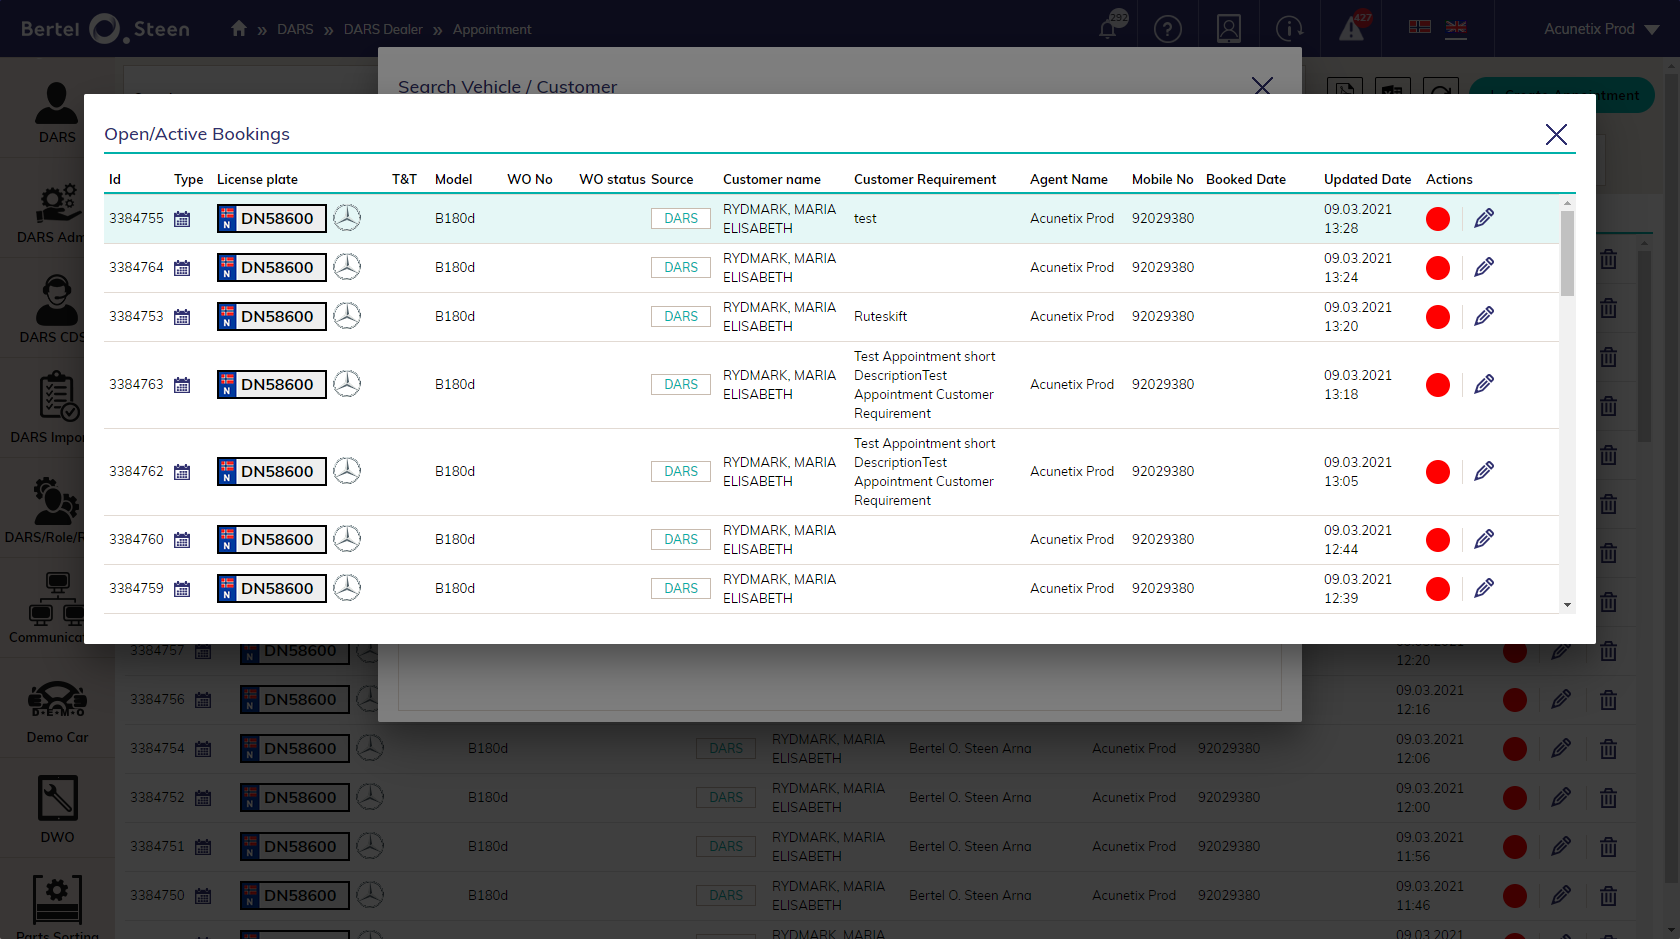 Bertel O. Steen
» DARS » DARS Dealer » Appointment
292
427
Acunetix Prod
Search Vehicle / Customer
Open/Active Bookings
Id Type License plate T&T Model WO No WO status Source Customer name Customer Requirement Agent Name Mobile No Booked Date Updated Date Actions
3384755 N DN58600 B180d DARS RYDMARK, MARIA ELISABETH test Acunetix Prod 92029380 09.03.2021 13:28
3384764 N DN58600 B180d DARS RYDMARK, MARIA ELISABETH Acunetix Prod 92029380 09.03.2021 13:24
3384753 N DN58600 B180d DARS RYDMARK, MARIA ELISABETH Ruteskift Acunetix Prod 92029380 09.03.2021 13:20
3384763 N DN58600 B180d DARS RYDMARK, MARIA ELISABETH Test Appointment short DescriptionTest Appointment Customer Requirement Acunetix Prod 92029380 09.03.2021 13:18
3384762 N DN58600 B180d DARS RYDMARK, MARIA ELISABETH Test Appointment short DescriptionTest Appointment Customer Requirement Acunetix Prod 92029380 09.03.2021 13:05
3384760 N DN58600 B180d DARS RYDMARK, MARIA ELISABETH Acunetix Prod 92029380 09.03.2021 12:44
3384759 N DN58600 B180d DARS RYDMARK, MARIA ELISABETH Acunetix Prod 92029380 09.03.2021 12:39
3384757 N DN58600 09.03.2021 12:20
3384756 N DN58600 09.03.2021 12:16
3384754 N DN58600 B180d DARS RYDMARK, MARIA ELISABETH Bertel O. Steen Arna Acunetix Prod 92029380 09.03.2021 12:06
3384752 N DN58600 B180d DARS RYDMARK, MARIA ELISABETH Bertel O. Steen Arna Acunetix Prod 92029380 09.03.2021 12:00
3384751 N DN58600 B180d DARS RYDMARK, MARIA ELISABETH Bertel O. Steen Arna Acunetix Prod 92029380 09.03.2021 11:56
3384750 N DN58600 B180d DARS RYDMARK, MARIA ELISABETH Bertel O. Steen Arna Acunetix Prod 92029380 09.03.2021 11:46
RYDMARK, MARIA 09.03.2021
DARS
DARS Adm
DARS CDS
DARS Impor
DARS/Role/R
Communicat
DEMO
Demo Car
DWO
Parts Sorting